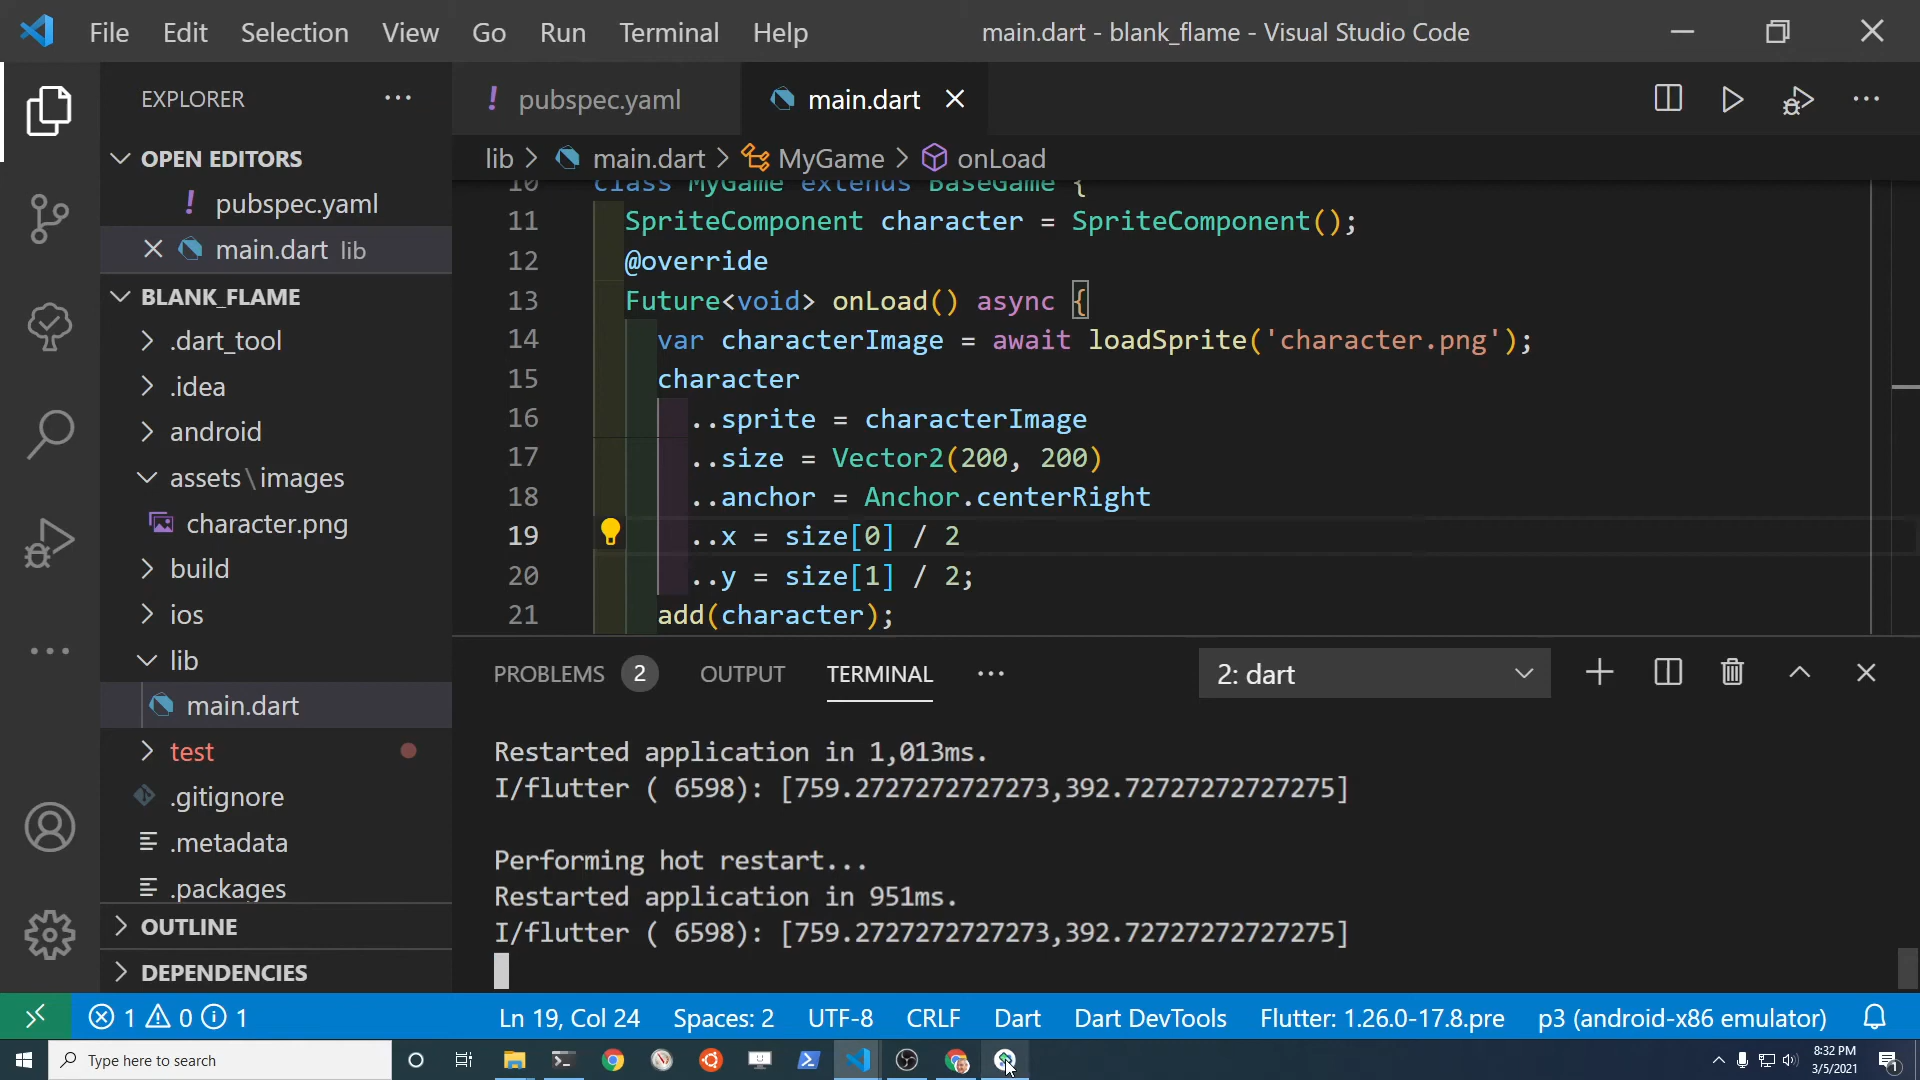 File Edit Selection View Go Run Terminal Help main.dart - blank_flame - Visual Studio Code
EXPLORER
OPEN EDITORS
! pubspec.yaml
main.dart lib
BLANK_FLAME
.dart_tool
.idea
android
assets\images
character.png
build
ios
lib
main.dart
test
.gitignore
.metadata
.packages
OUTLINE
DEPENDENCIES
! pubspec.yaml main.dart
lib > main.dart > MyGame > onLoad
10 class MyGame extends BaseGame {
11 SpriteComponent character = SpriteComponent();
12 @override
13 Future<void> onLoad() async {
14 var characterImage = await loadSprite('character.png');
15 character
16 ..sprite = characterImage
17 ..size = Vector2(200, 200)
18 ..anchor = Anchor.centerRight
19 ..x = size[0] / 2
20 ..y = size[1] / 2;
21 add(character);
PROBLEMS 2 OUTPUT TERMINAL 2: dart
Restarted application in 1,013ms.
I/flutter ( 6598): [759.2727272727273,392.72727272727275]
Performing hot restart...
Restarted application in 951ms.
I/flutter ( 6598): [759.2727272727273,392.72727272727275]
1 0 1 Ln 19, Col 24 Spaces: 2 UTF-8 CRLF Dart Dart DevTools Flutter: 1.26.0-17.8.pre p3 (android-x86 emulator)
Type here to search
8:32 PM
3/5/2021
1